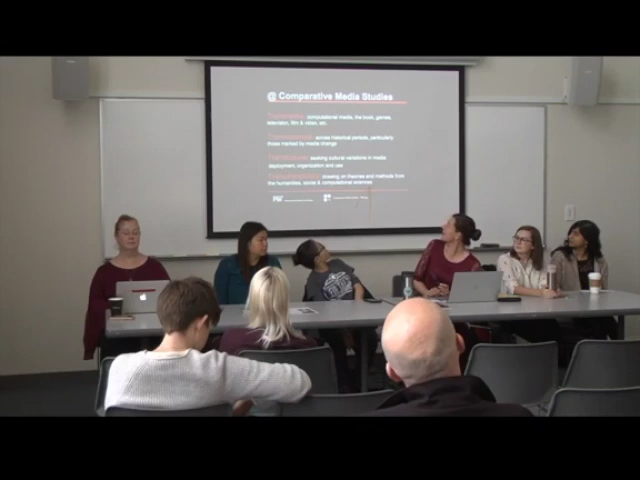 @ Comparative Media Studies
computational media, the book, games,
television, film & video, etc.
across historical periods, particularly
those marked by media change
seeking cultural variations in media
deployment, organization and use
drawing on theories and methods from
the humanities, social & computational sciences